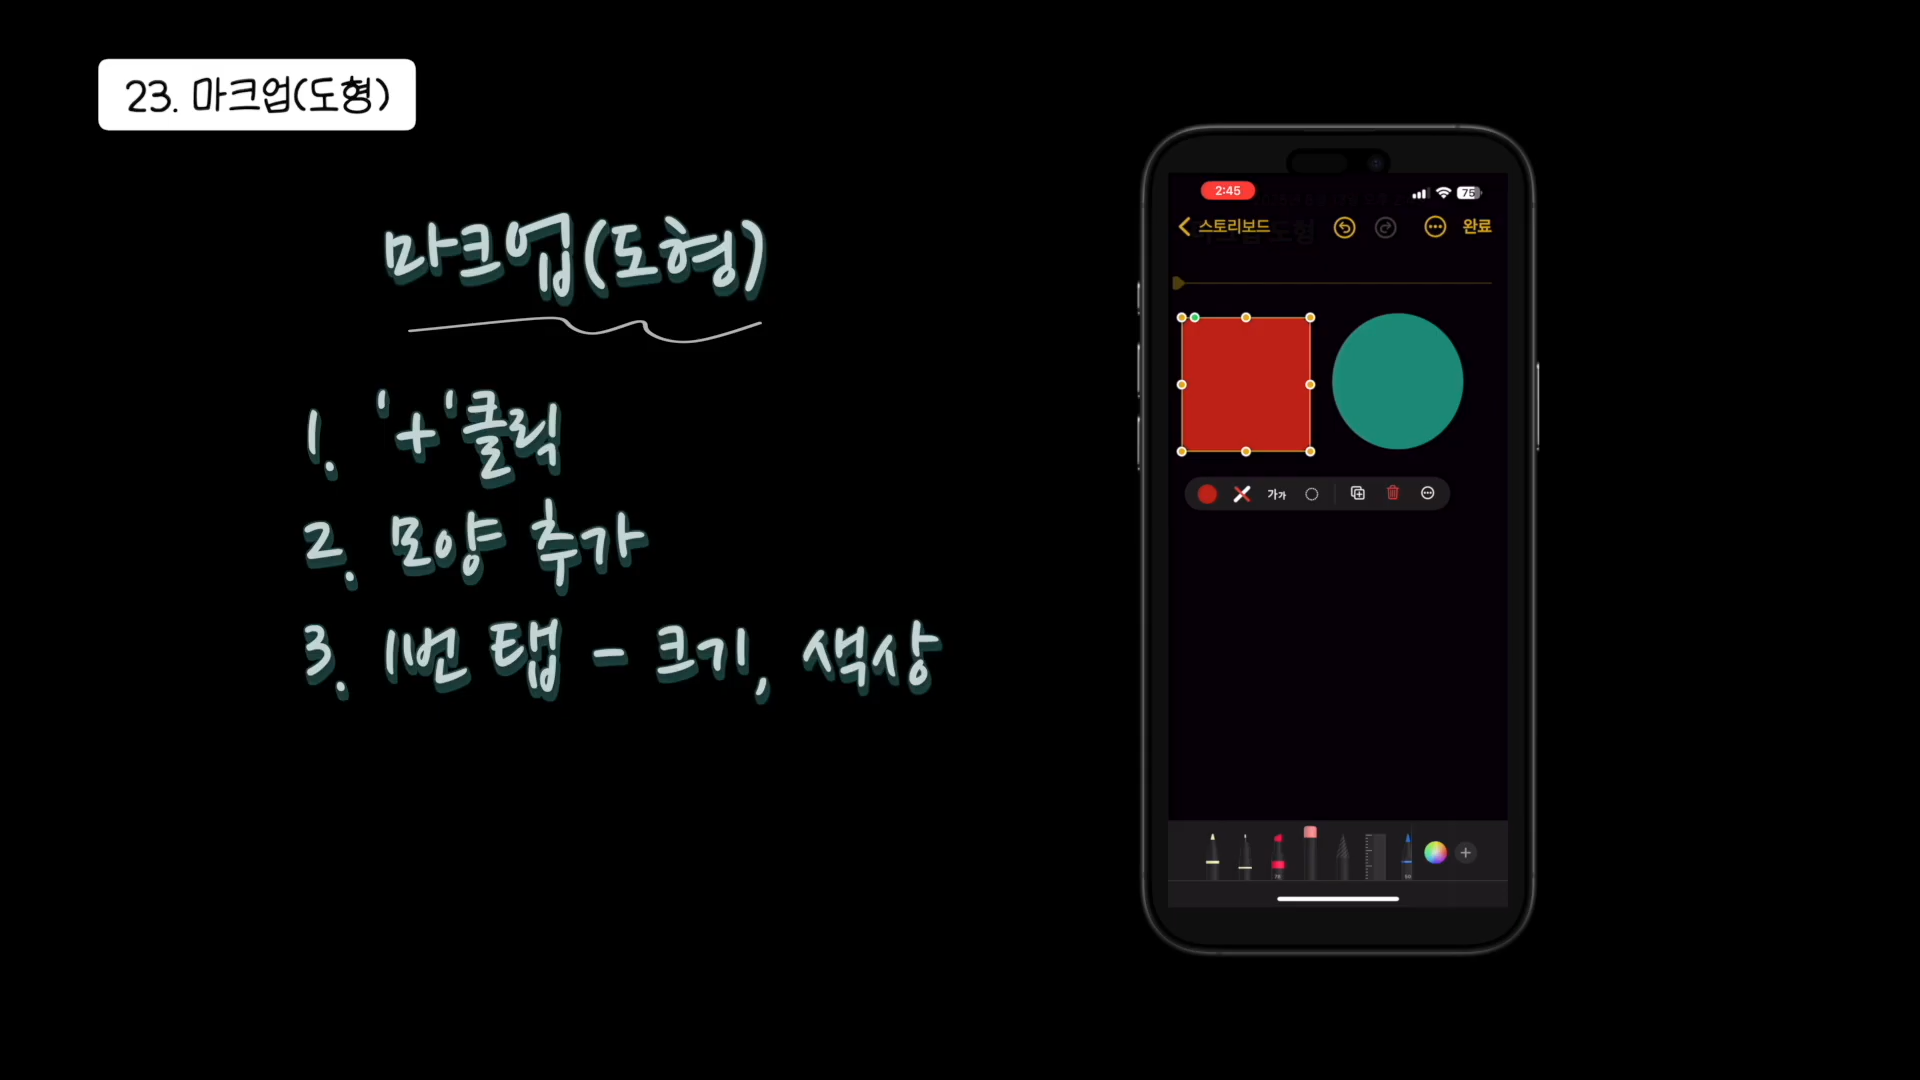 23. 마크업(도형)
마크업(도형)
1. '+'클릭
2. 모양 추가
3. 1번 탭 - 크기, 색상
2:45
75
스토리보드
완료
가가